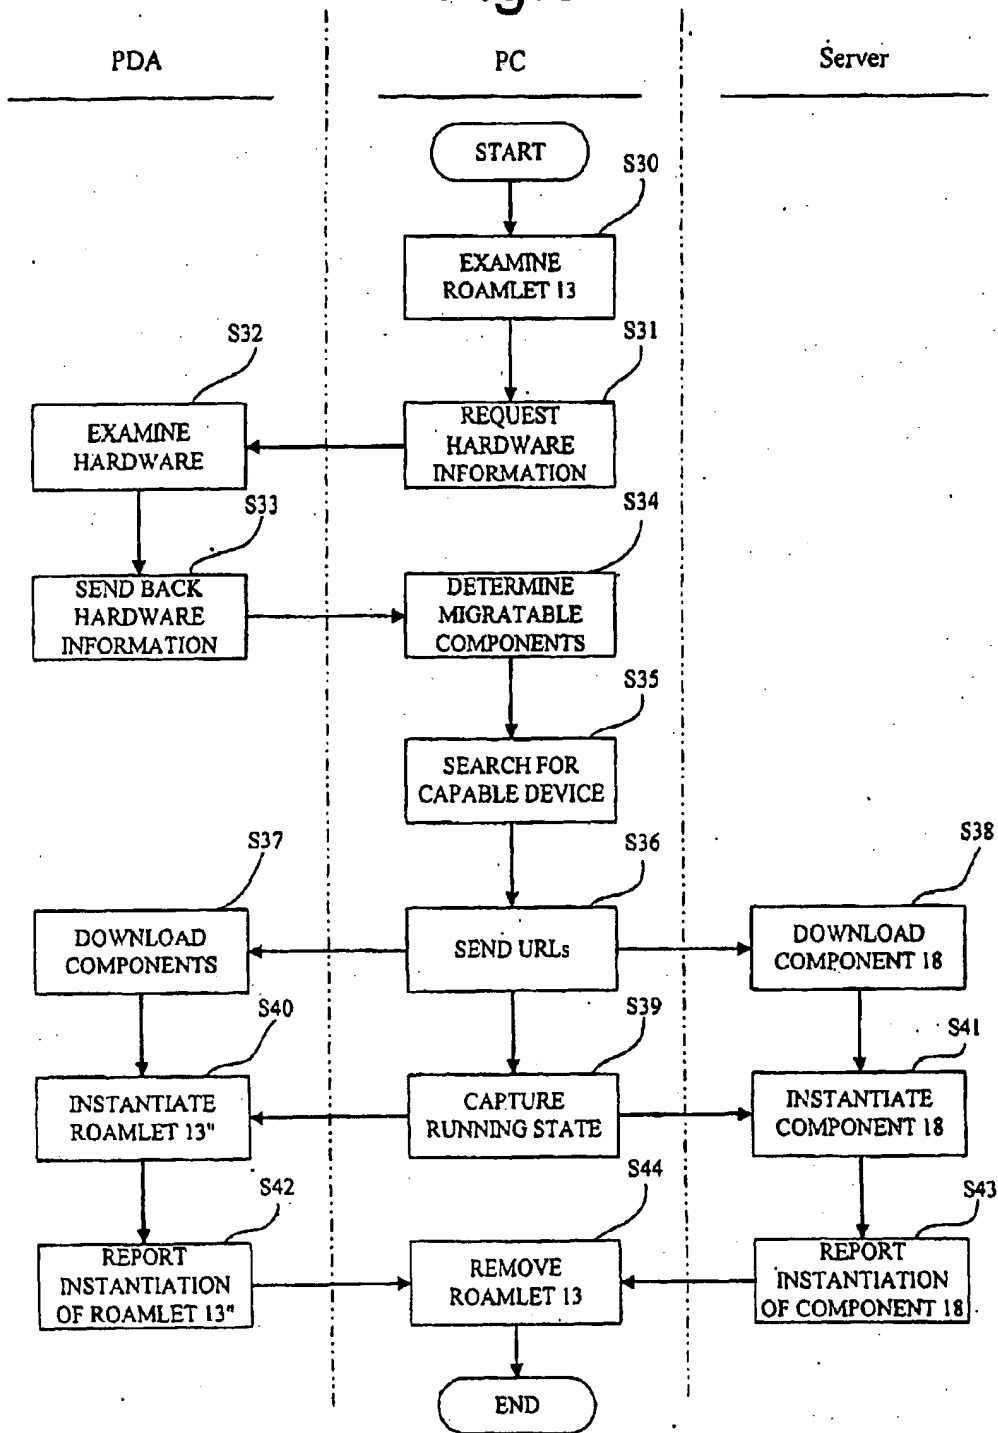 PDA
PC
Server
START
S30
EXAMINE
ROAMLET 13
S31
REQUEST
HARDWARE
INFORMATION
S32
EXAMINE
HARDWARE
S33
SEND BACK
HARDWARE
INFORMATION
S34
DETERMINE
MIGRATABLE
COMPONENTS
S35
SEARCH FOR
CAPABLE DEVICE
S36
SEND URLs
S37
DOWNLOAD
COMPONENTS
S38
DOWNLOAD
COMPONENT 18
S39
CAPTURE
RUNNING STATE
S40
INSTANTIATE
ROAMLET 13"
S41
INSTANTIATE
COMPONENT 18
S42
REPORT
INSTANTIATION
OF ROAMLET 13"
S43
REPORT
INSTANTIATION
OF COMPONENT 18
S44
REMOVE
ROAMLET 13
END